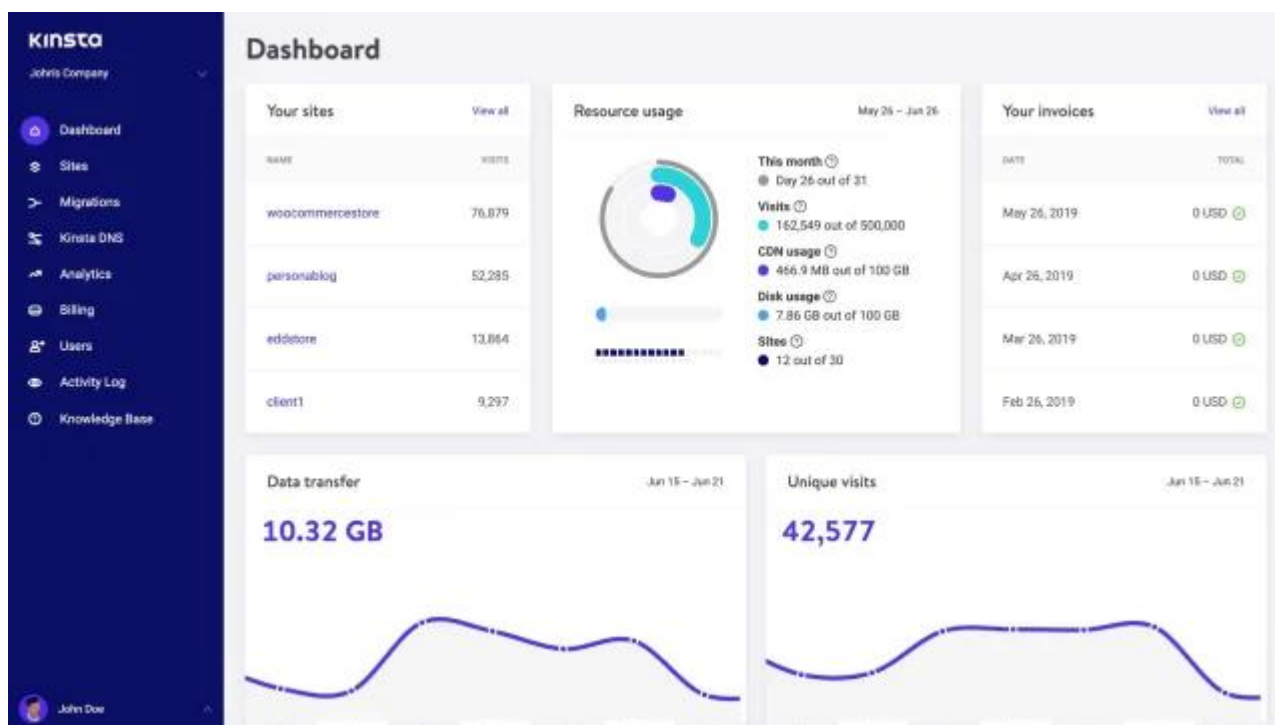 Kinsta
John's Company
Dashboard
Sites
Migrations
Kinsta DNS
Analytics
Billing
Users
Activity Log
Knowledge Base
John Doe
Dashboard
Your sites View all
NAME VISITS
woocommercestore 76,879
personablog 52,285
eddstore 13,864
client1 9,297
Resource usage May 26 – Jun 26
This month
Day 26 out of 31
Visits
162,549 out of 500,000
CDN usage
466.9 MB out of 100 GB
Disk usage
7.86 GB out of 100 GB
Sites
12 out of 30
Your invoices View all
DATE TOTAL
May 26, 2019 0 USD
Apr 26, 2019 0 USD
Mar 26, 2019 0 USD
Feb 26, 2019 0 USD
Data transfer Jun 15 – Jun 21
10.32 GB
Unique visits Jun 15 – Jun 21
42,577